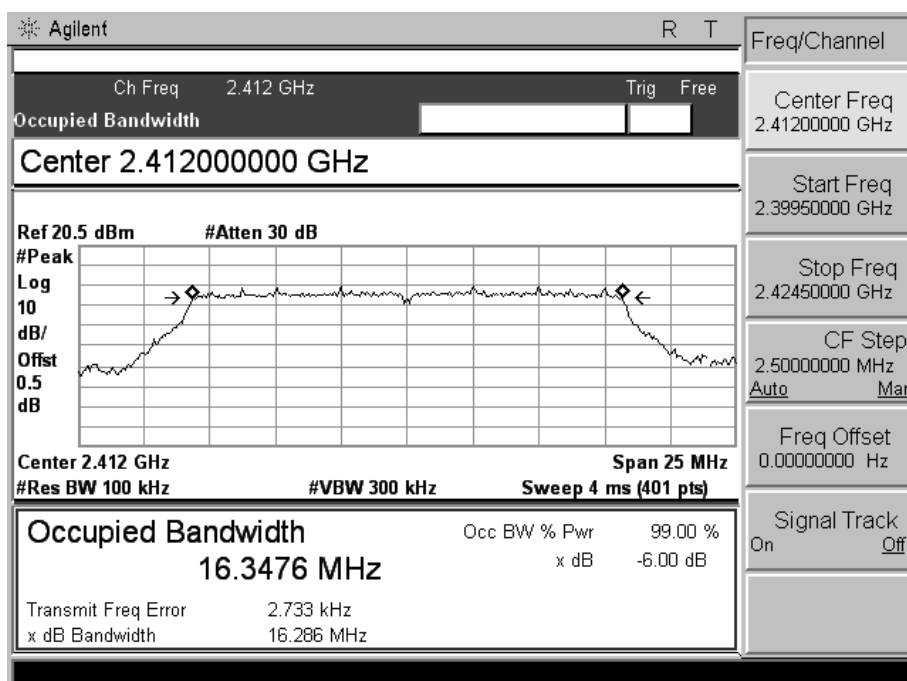 Agilent R T
Ch Freq 2.412 GHz Trig Free
Occupied Bandwidth
Center 2.412000000 GHz
Ref 20.5 dBm #Atten 30 dB
#Peak
Log
10
dB/
Offst
0.5
dB
Center 2.412 GHz Span 25 MHz
#Res BW 100 kHz #VBW 300 kHz Sweep 4 ms (401 pts)
Occupied Bandwidth Occ BW % Pwr 99.00 %
16.3476 MHz x dB -6.00 dB
Transmit Freq Error 2.733 kHz
x dB Bandwidth 16.286 MHz
Freq/Channel
Center Freq
2.41200000 GHz
Start Freq
2.39950000 GHz
Stop Freq
2.42450000 GHz
CF Step
2.50000000 MHz
Auto Mar
Freq Offset
0.00000000 Hz
Signal Track
On Off